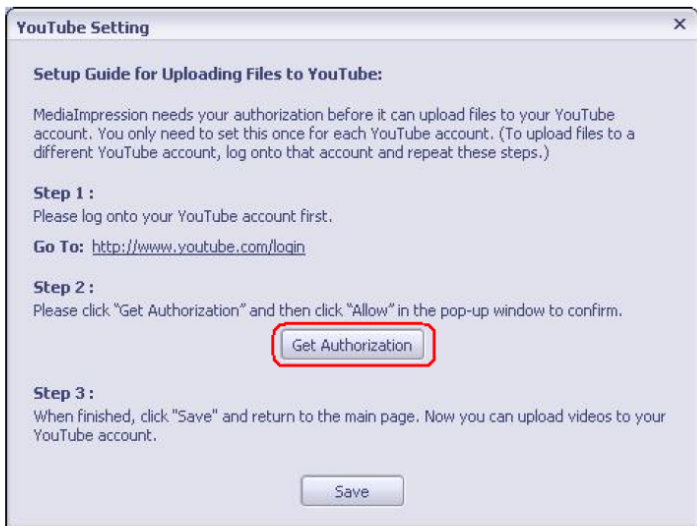 YouTube Setting
Setup Guide for Uploading Files to YouTube:
MediaImpression needs your authorization before it can upload files to your YouTube
account. You only need to set this once for each YouTube account. (To upload files to a
different YouTube account, log onto that account and repeat these steps.)
Step 1 :
Please log onto your YouTube account first.
Go To: http://www.youtube.com/login
Step 2 :
Please click “Get Authorization” and then click “Allow” in the pop-up window to confirm.
Get Authorization
Step 3 :
When finished, click "Save" and return to the main page. Now you can upload videos to your
YouTube account.
Save